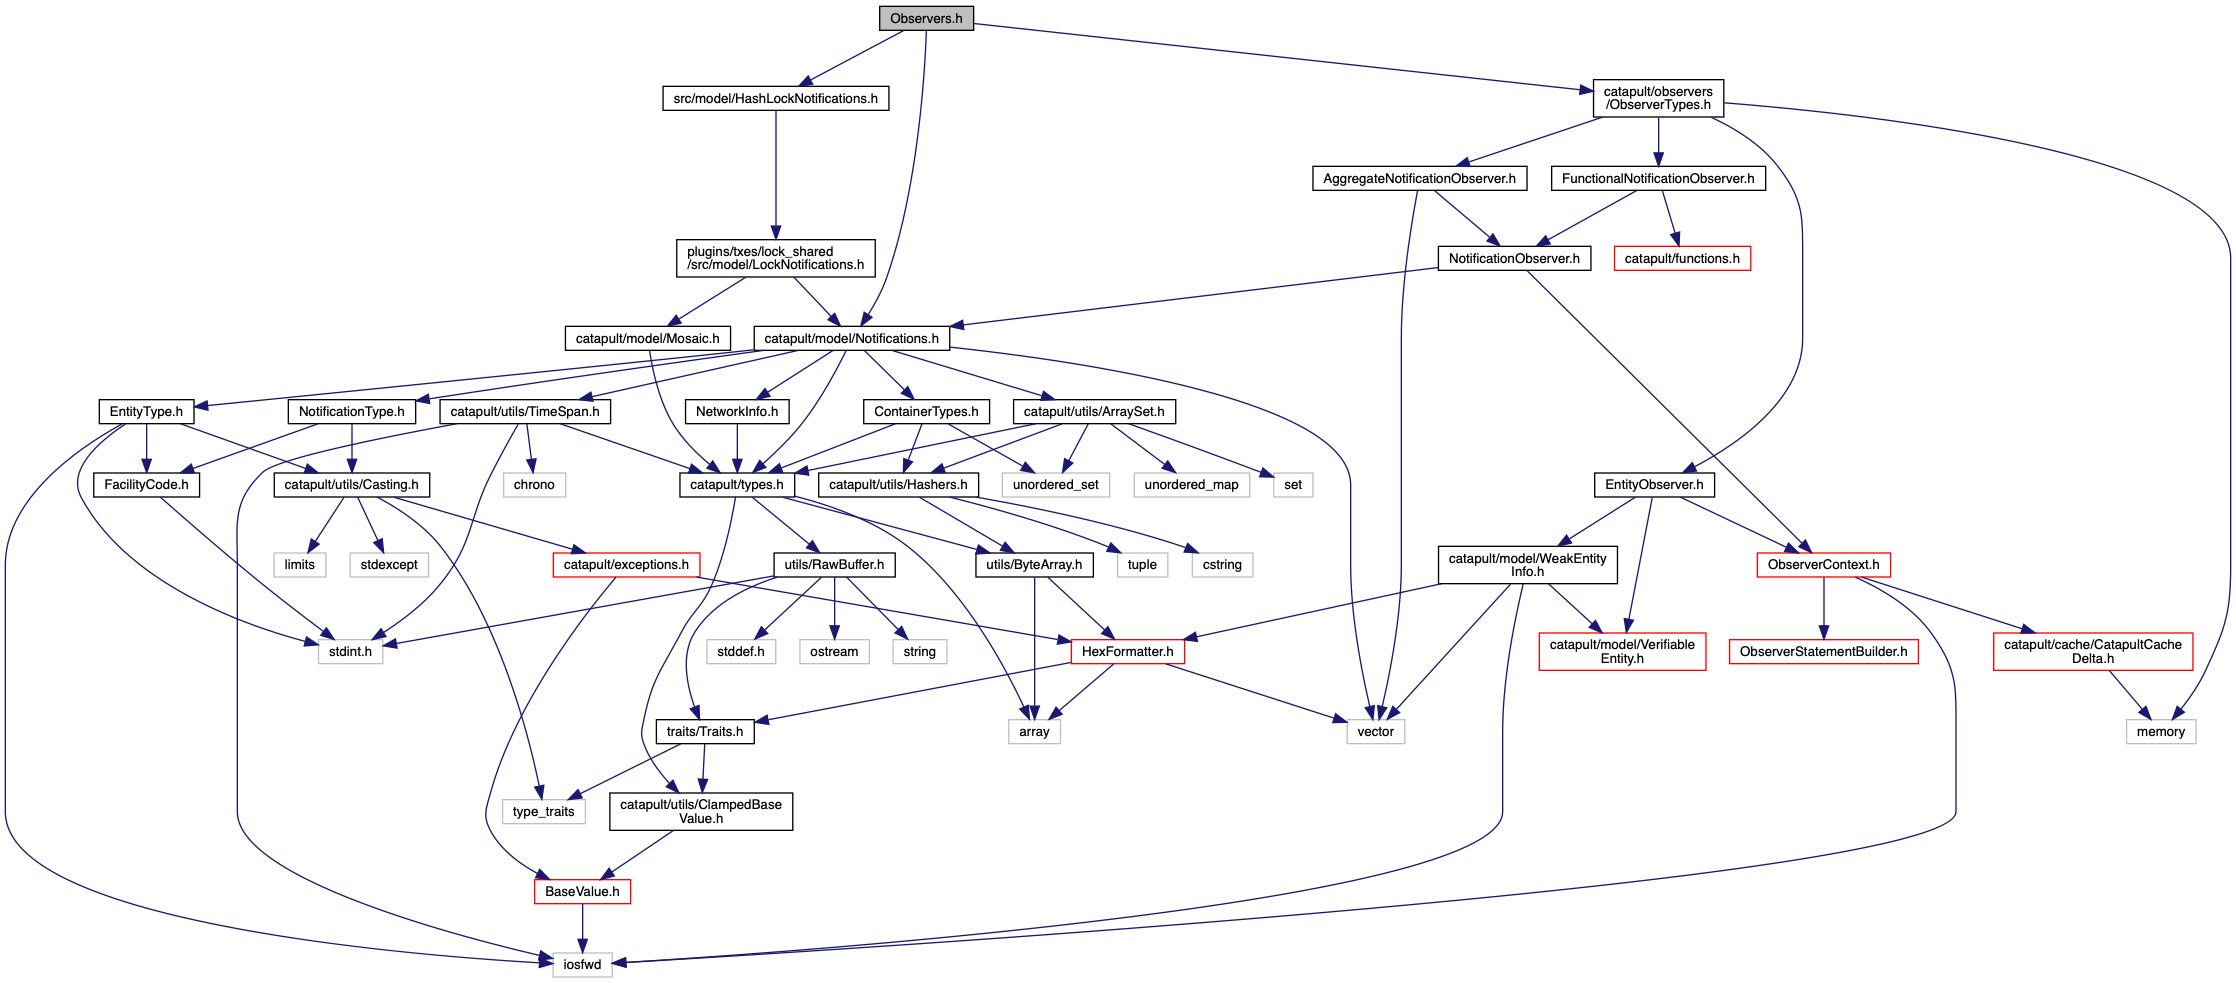 Observers.h
src/model/HashLockNotifications.h
catapult/observers
/ObserverTypes.h
AggregateNotificationObserver.h
FunctionalNotificationObserver.h
plugins/txes/lock_shared
/src/model/LockNotifications.h
NotificationObserver.h
catapult/functions.h
catapult/model/Mosaic.h
catapult/model/Notifications.h
EntityType.h
NotificationType.h
catapult/utils/TimeSpan.h
NetworkInfo.h
ContainerTypes.h
catapult/utils/ArraySet.h
FacilityCode.h
catapult/utils/Casting.h
chrono
catapult/types.h
catapult/utils/Hashers.h
unordered_set
unordered_map
set
EntityObserver.h
limits
stdexcept
catapult/exceptions.h
utils/RawBuffer.h
utils/ByteArray.h
tuple
cstring
catapult/model/WeakEntity
Info.h
ObserverContext.h
stdint.h
stddef.h
ostream
string
HexFormatter.h
catapult/model/Verifiable
Entity.h
ObserverStatementBuilder.h
catapult/cache/CatapultCache
Delta.h
traits/Traits.h
array
vector
memory
type_traits
catapult/utils/ClampedBase
Value.h
BaseValue.h
iosfwd